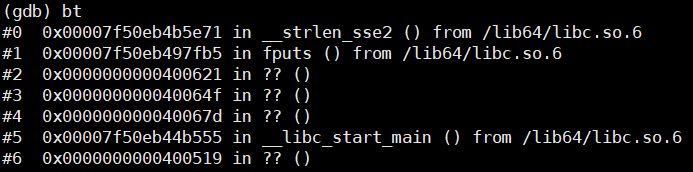 (gdb) bt
#0  0x00007f50eb4b5e71 in __strlen_sse2 () from /lib64/libc.so.6
#1  0x00007f50eb497fb5 in fputs () from /lib64/libc.so.6
#2  0x0000000000400621 in ?? ()
#3  0x000000000040064f in ?? ()
#4  0x000000000040067d in ?? ()
#5  0x00007f50eb44b555 in __libc_start_main () from /lib64/libc.so.6
#6  0x0000000000400519 in ?? ()